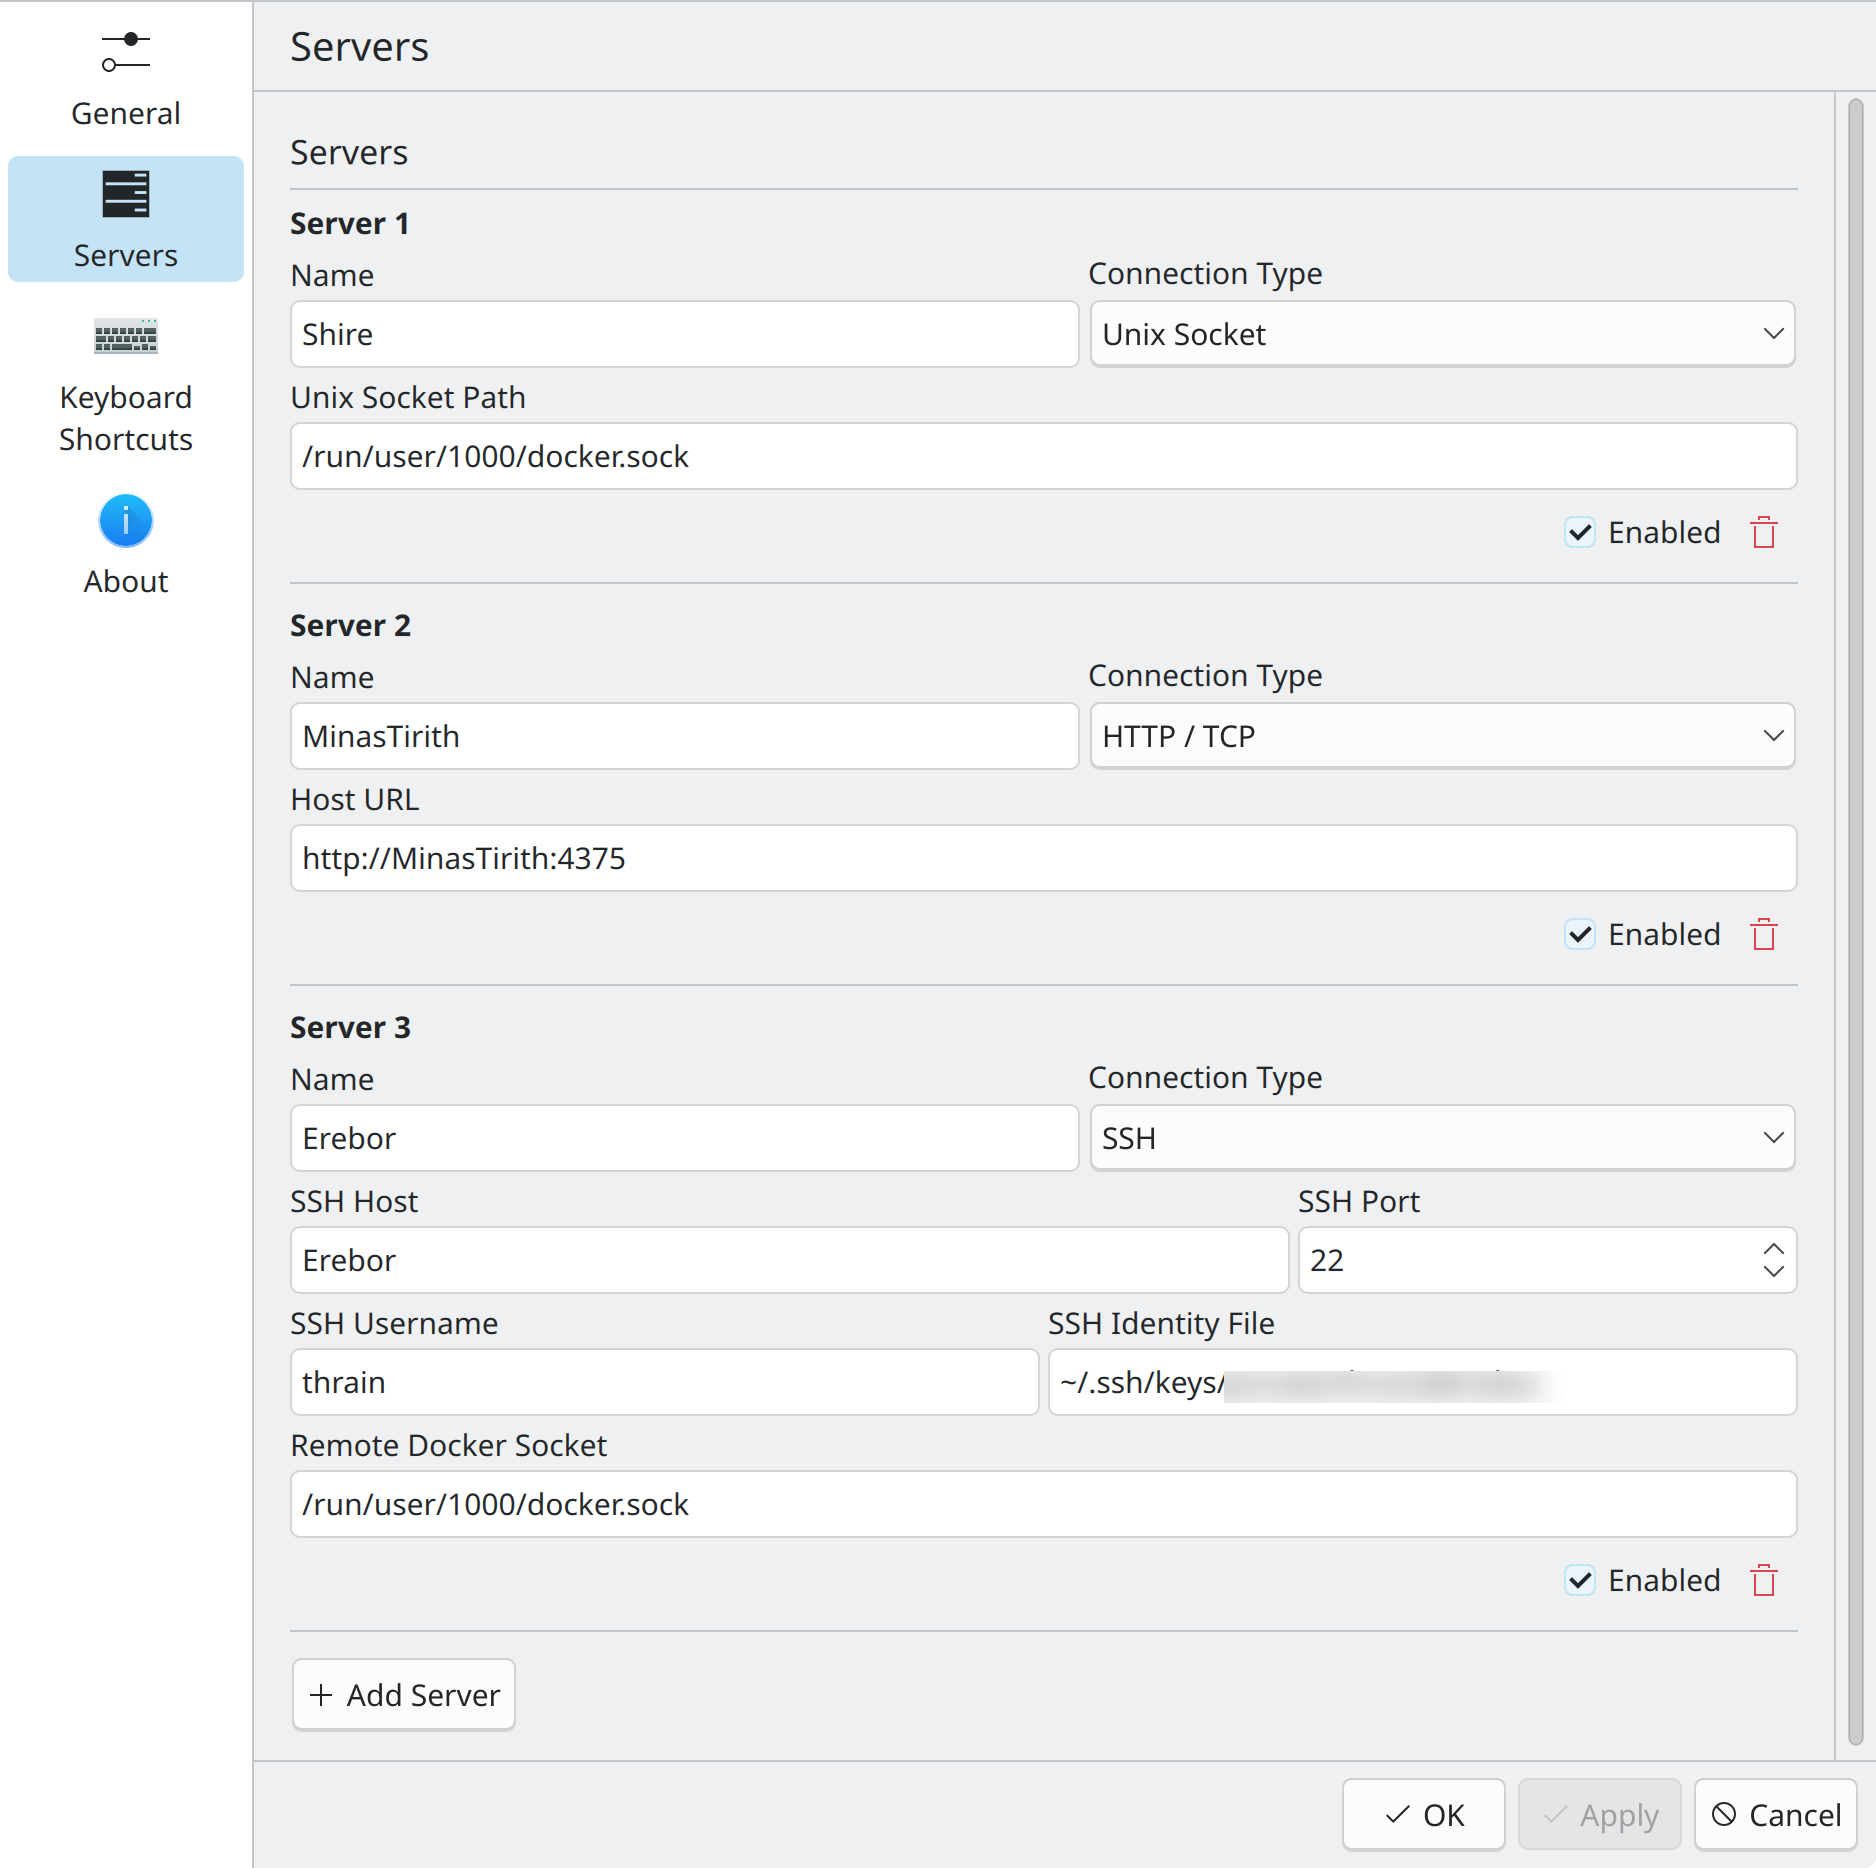 General
Servers
Keyboard
Shortcuts
About
Servers
Servers
Server 1
Name
Connection Type
Shire
Unix Socket
Unix Socket Path
/run/user/1000/docker.sock
Enabled
Server 2
Name
Connection Type
MinasTirith
HTTP / TCP
Host URL
http://MinasTirith:4375
Enabled
Server 3
Name
Connection Type
Erebor
SSH
SSH Host
SSH Port
Erebor
22
SSH Username
SSH Identity File
thrain
~/.ssh/keys/
Remote Docker Socket
/run/user/1000/docker.sock
Enabled
Add Server
OK
Apply
Cancel